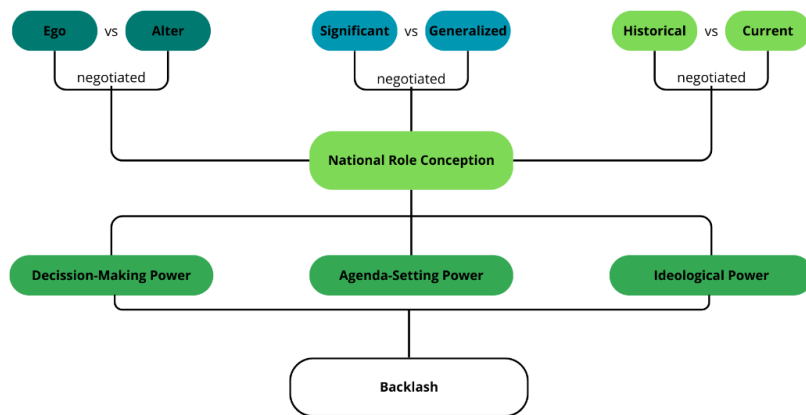 Ego vs Alter
Significant vs Generalized
Historical vs Current
negotiated
negotiated
negotiated
National Role Conception
Decission-Making Power
Agenda-Setting Power
Ideological Power
Backlash